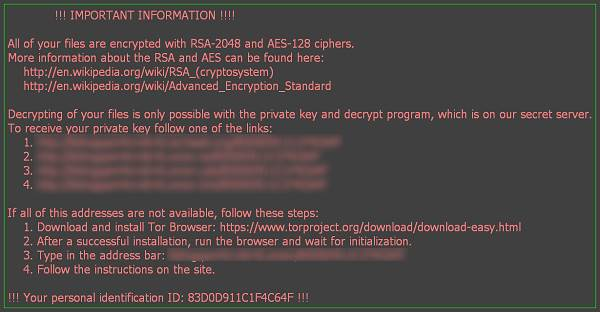 !!! IMPORTANT INFORMATION !!!!
All of your files are encrypted with RSA-2048 and AES-128 ciphers.
More information about the RSA and AES can be found here:
http://en.wikipedia.org/wiki/RSA_(cryptosystem)
http://en.wikipedia.org/wiki/Advanced_Encryption_Standard
Decrypting of your files is only possible with the private key and decrypt program, which is on our secret server.
To receive your private key follow one of the links:
1.
2.
3.
4.
If all of this addresses are not available, follow these steps:
1. Download and install Tor Browser: https://www.torproject.org/download/download-easy.html
2. After a successful installation, run the browser and wait for initialization.
3. Type in the address bar:
4. Follow the instructions on the site.
!!! Your personal identification ID: 83D0D911C1F4C64F !!!